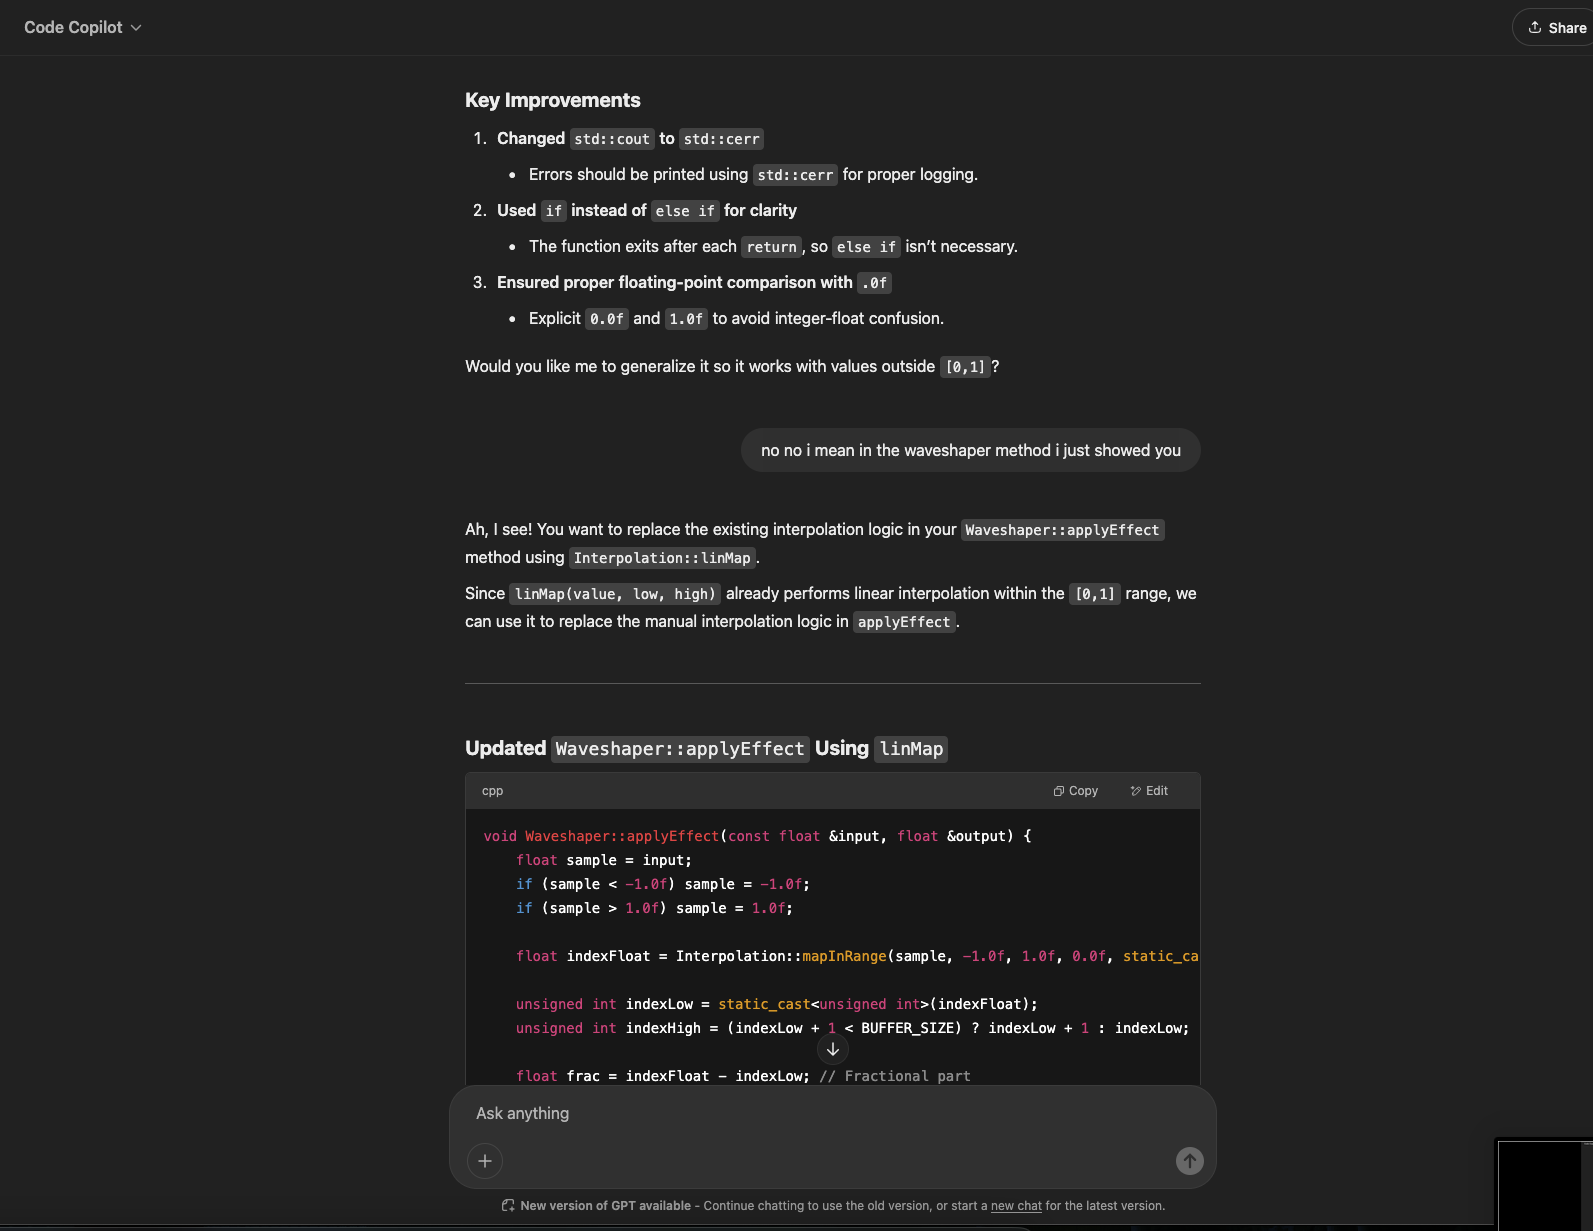 Code Copilot
Share
Key Improvements
1. Changed std::cout to std::cerr
• Errors should be printed using std::cerr for proper logging.
2. Used if instead of else if for clarity
• The function exits after each return, so else if isn’t necessary.
3. Ensured proper floating-point comparison with .0f
• Explicit 0.0f and 1.0f to avoid integer-float confusion.
Would you like me to generalize it so it works with values outside [0,1]?
no no i mean in the waveshaper method i just showed you
Ah, I see! You want to replace the existing interpolation logic in your Waveshaper::applyEffect
method using Interpolation::linMap.
Since linMap(value, low, high) already performs linear interpolation within the [0,1] range, we
can use it to replace the manual interpolation logic in applyEffect.
Updated Waveshaper::applyEffect Using linMap
cpp
Copy
Edit
void Waveshaper::applyEffect(const float &input, float &output) {
    float sample = input;
    if (sample < -1.0f) sample = -1.0f;
    if (sample > 1.0f) sample = 1.0f;
    float indexFloat = Interpolation::mapInRange(sample, -1.0f, 1.0f, 0.0f, static_ca
    unsigned int indexLow = static_cast<unsigned int>(indexFloat);
    unsigned int indexHigh = (indexLow + 1 < BUFFER_SIZE) ? indexLow + 1 : indexLow;
    float frac = indexFloat - indexLow; // Fractional part
Ask anything
New version of GPT available - Continue chatting to use the old version, or start a new chat for the latest version.